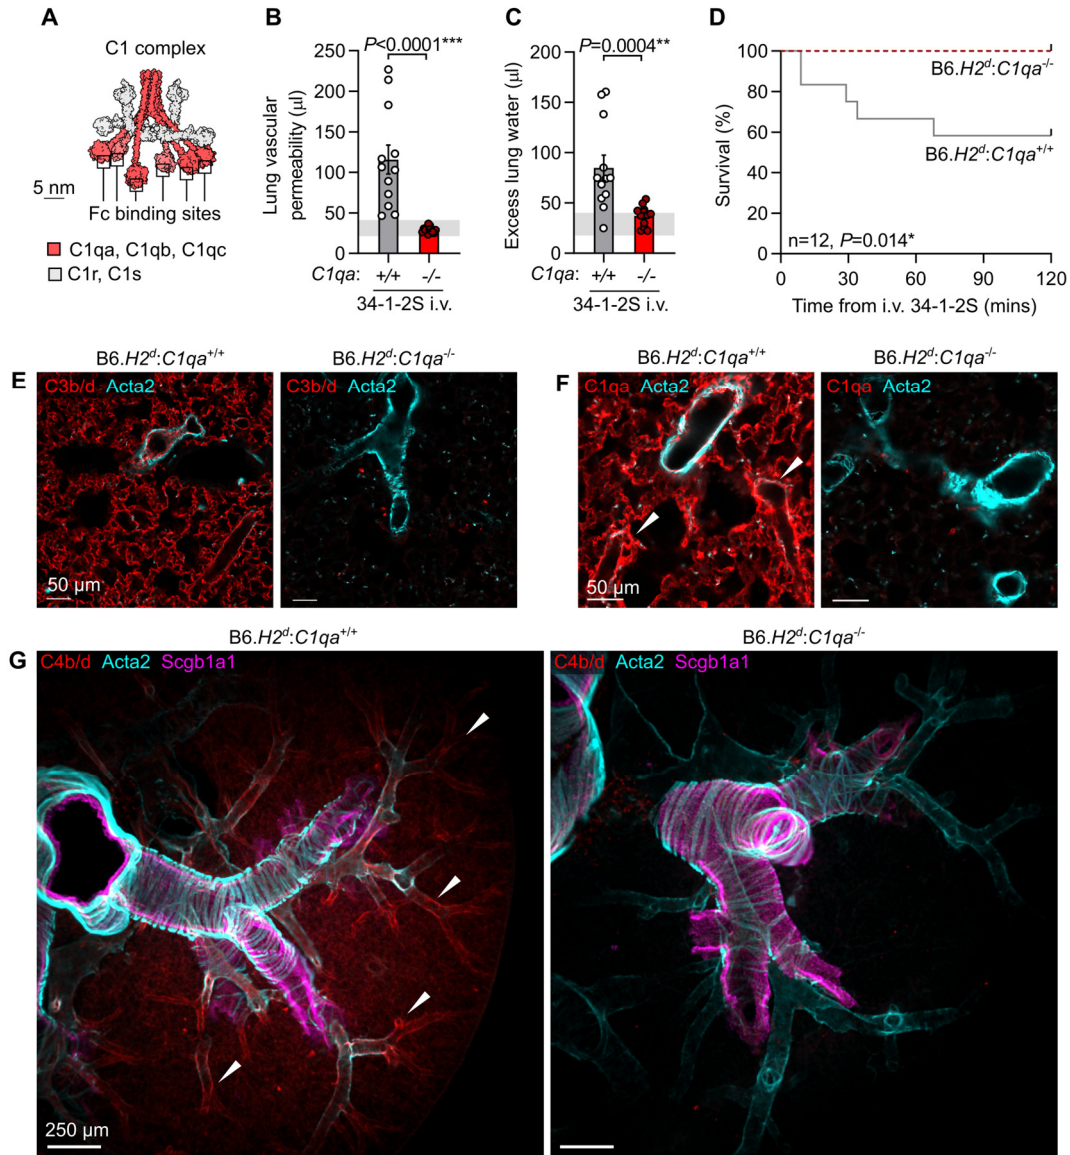 A
C1 complex
5 nm
Fc binding sites
C1qa, C1qb, C1qc
C1r, C1s
B
P<0.0001***
Lung vascular
permeability (µl)
250
200
150
100
50
0
C1qa: +/+ -/-
34-1-2S i.v.
C
P=0.0004**
Excess lung water (µl)
200
150
100
50
0
C1qa: +/+ -/-
34-1-2S i.v.
D
Survival (%)
100
80
60
40
20
0
B6.H2ᵈ:C1qa⁻/⁻
B6.H2ᵈ:C1qa⁺/⁺
n=12, P=0.014*
0 30 60 90 120
Time from i.v. 34-1-2S (mins)
E
B6.H2ᵈ:C1qa⁺/⁺
C3b/d Acta2
50 µm
B6.H2ᵈ:C1qa⁻/⁻
C3b/d Acta2
F
B6.H2ᵈ:C1qa⁺/⁺
C1qa Acta2
50 µm
B6.H2ᵈ:C1qa⁻/⁻
C1qa Acta2
G
B6.H2ᵈ:C1qa⁺/⁺
C4b/d Acta2 Scgb1a1
250 µm
B6.H2ᵈ:C1qa⁻/⁻
C4b/d Acta2 Scgb1a1